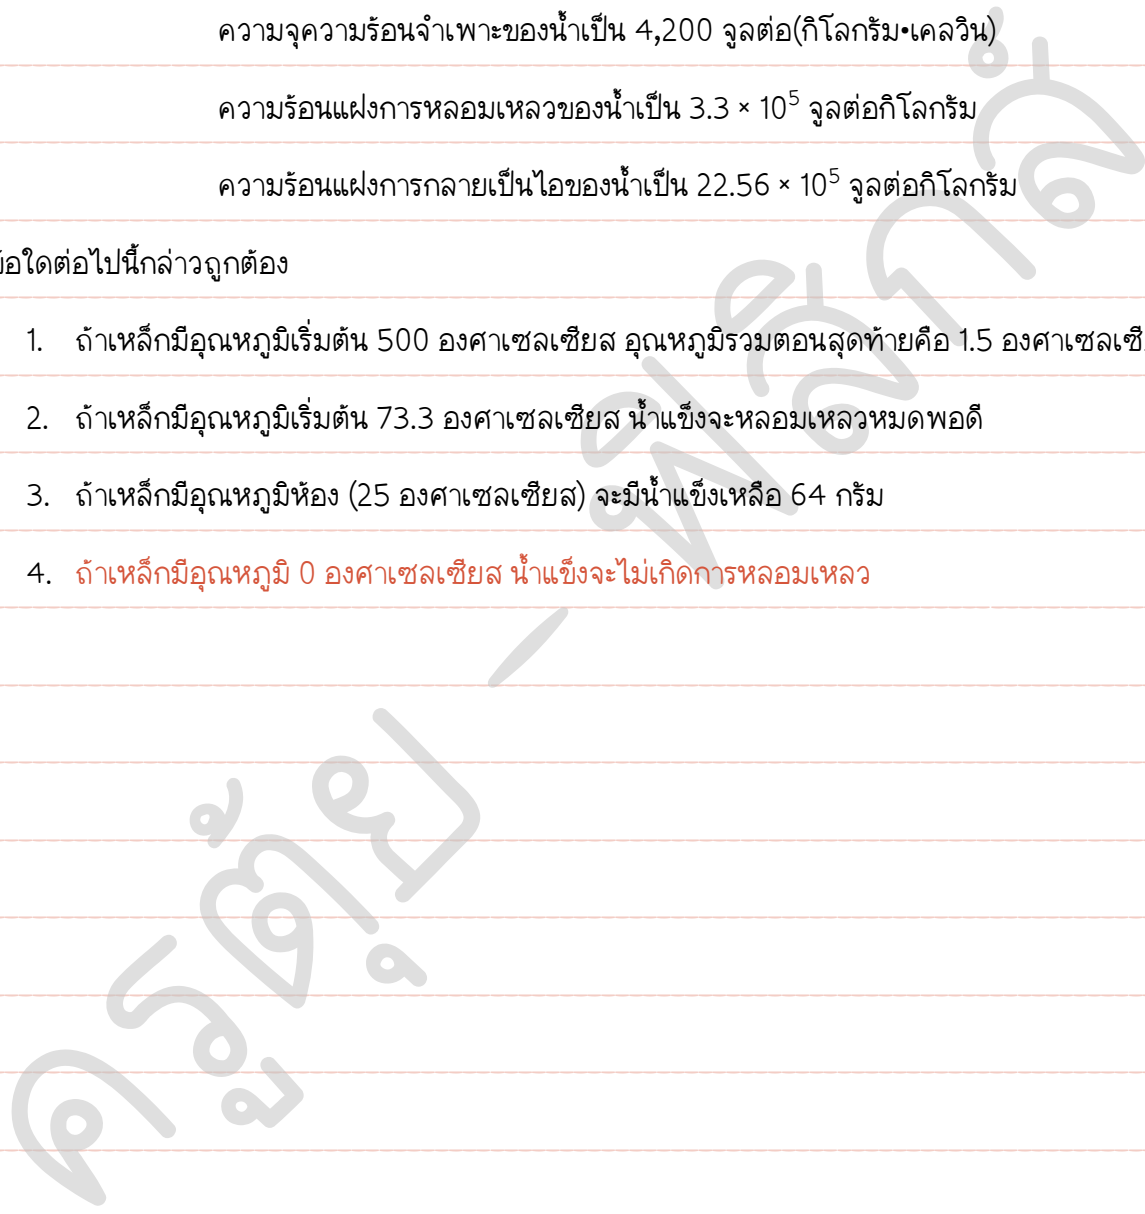 ความจุความร้อนจำเพาะของน้ำเป็น 4,200 จูลต่อ(กิโลกรัม•เคลวิน)
ความร้อนแฝงการหลอมเหลวของน้ำเป็น 3.3 × 10⁵ จูลต่อกิโลกรัม
ความร้อนแฝงการกลายเป็นไอของน้ำเป็น 22.56 × 10⁵ จูลต่อกิโลกรัม
ข้อใดต่อไปนี้กล่าวถูกต้อง
1. ถ้าเหล็กมีอุณหภูมิเริ่มต้น 500 องศาเซลเซียส อุณหภูมิรวมตอนสุดท้ายคือ 1.5 องศาเซลเซี
2. ถ้าเหล็กมีอุณหภูมิเริ่มต้น 73.3 องศาเซลเซียส น้ำแข็งจะหลอมเหลวหมดพอดี
3. ถ้าเหล็กมีอุณหภูมิห้อง (25 องศาเซลเซียส) จะมีน้ำแข็งเหลือ 64 กรัม
4. ถ้าเหล็กมีอุณหภูมิ 0 องศาเซลเซียส น้ำแข็งจะไม่เกิดการหลอมเหลว
ครูตุ้ย - ฟิสิกส์